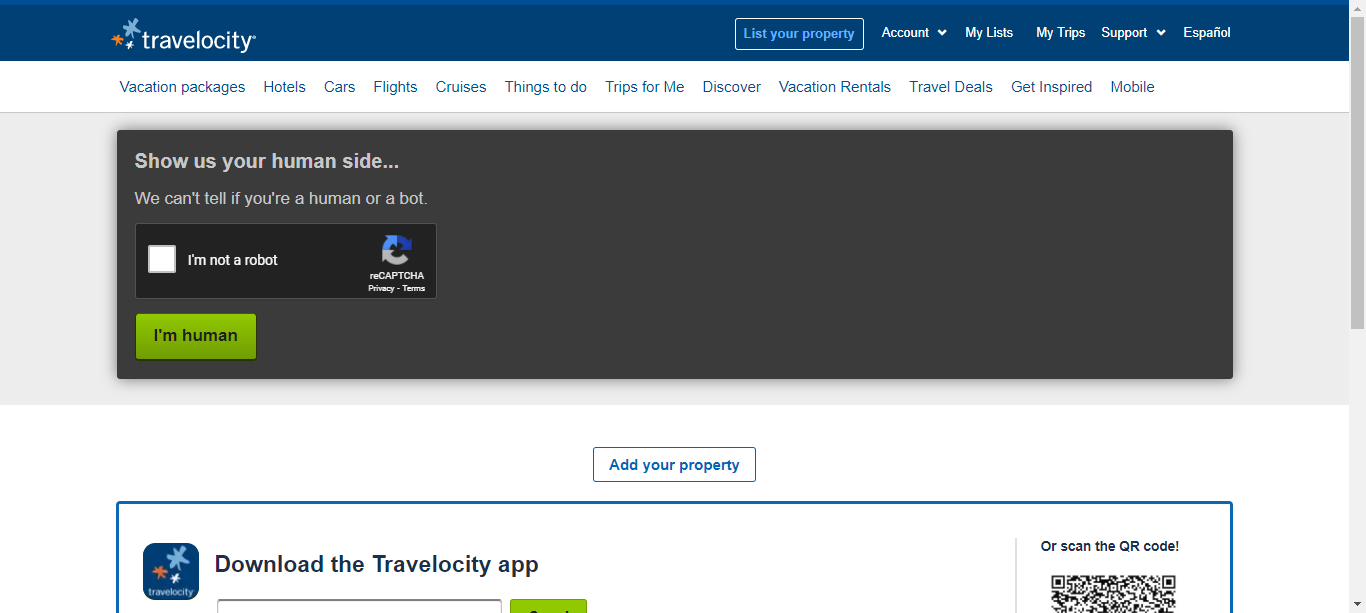 travelocity
List your property
Account
My Lists
My Trips
Support
Español
Vacation packages
Hotels
Cars
Flights
Cruises
Things to do
Trips for Me
Discover
Vacation Rentals
Travel Deals
Get Inspired
Mobile
Show us your human side...
We can't tell if you're a human or a bot.
I'm not a robot
reCAPTCHA
Privacy - Terms
I'm human
Add your property
travelocity
Download the Travelocity app
Or scan the QR code!